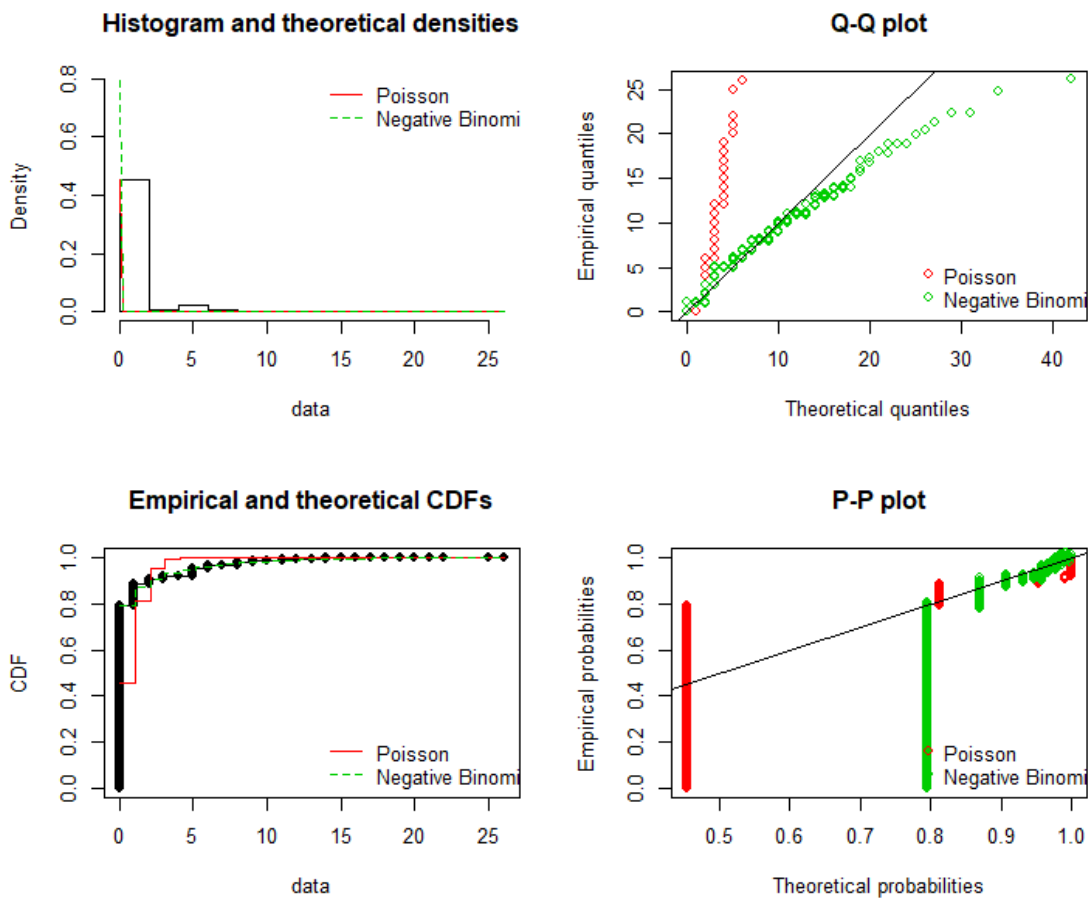 Histogram and theoretical densities
Density
0.0 0.2 0.4 0.6 0.8
Poisson
Negative Binomi
0 5 10 15 20 25
data
Q-Q plot
Empirical quantiles
0 5 10 15 20 25
Poisson
Negative Binomi
0 10 20 30 40
Theoretical quantiles
Empirical and theoretical CDFs
CDF
0.0 0.2 0.4 0.6 0.8 1.0
Poisson
Negative Binomi
0 5 10 15 20 25
data
P-P plot
Empirical probabilities
0.0 0.2 0.4 0.6 0.8 1.0
Poisson
Negative Binomi
0.5 0.6 0.7 0.8 0.9 1.0
Theoretical probabilities